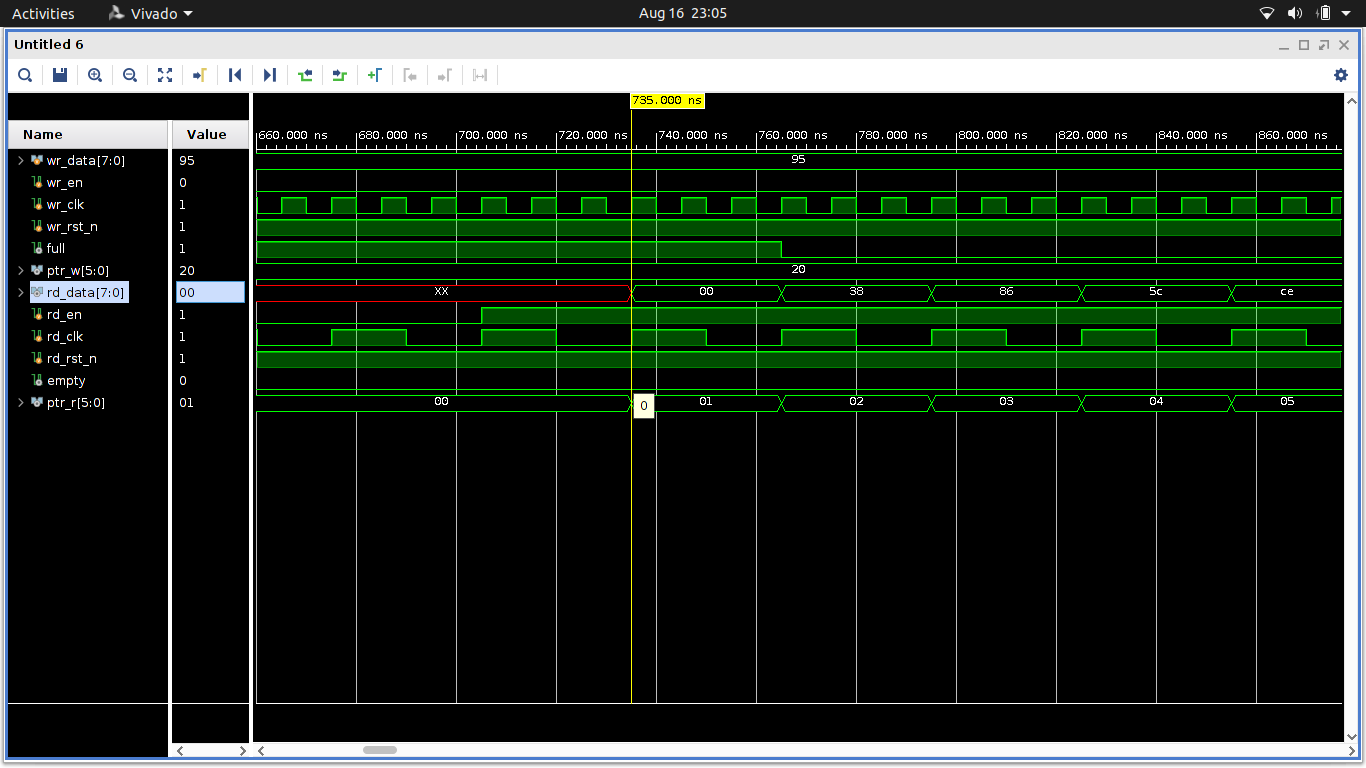 Activities Vivado Aug 16 23:05
Untitled 6
735.000 ns
Name Value 660.000 ns 680.000 ns 700.000 ns 720.000 ns 740.000 ns 760.000 ns 780.000 ns 800.000 ns 820.000 ns 840.000 ns 860.000 ns
wr_data[7:0] 95 95
wr_en 0
wr_clk 1
wr_rst_n 1
full 1
ptr_w[5:0] 20 20
rd_data[7:0] 00 XX 00 38 86 5c ce
rd_en 1
rd_clk 1
rd_rst_n 1
empty 0
ptr_r[5:0] 01 00 0 01 02 03 04 05